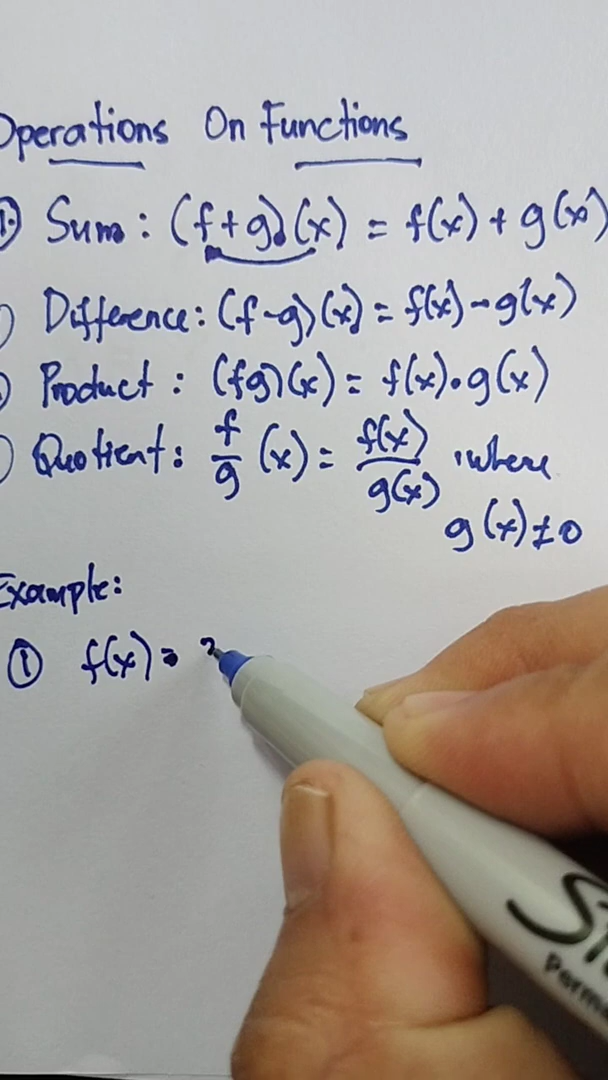 Operations On Functions
① Sum: (f+g)(x) = f(x) + g(x)
Difference: (f-g)(x) = f(x) - g(x)
Product: (fg)(x) = f(x) • g(x)
Quotient: f/g (x) = f(x)/g(x), where
g(x) ≠ 0
Example:
① f(x) =